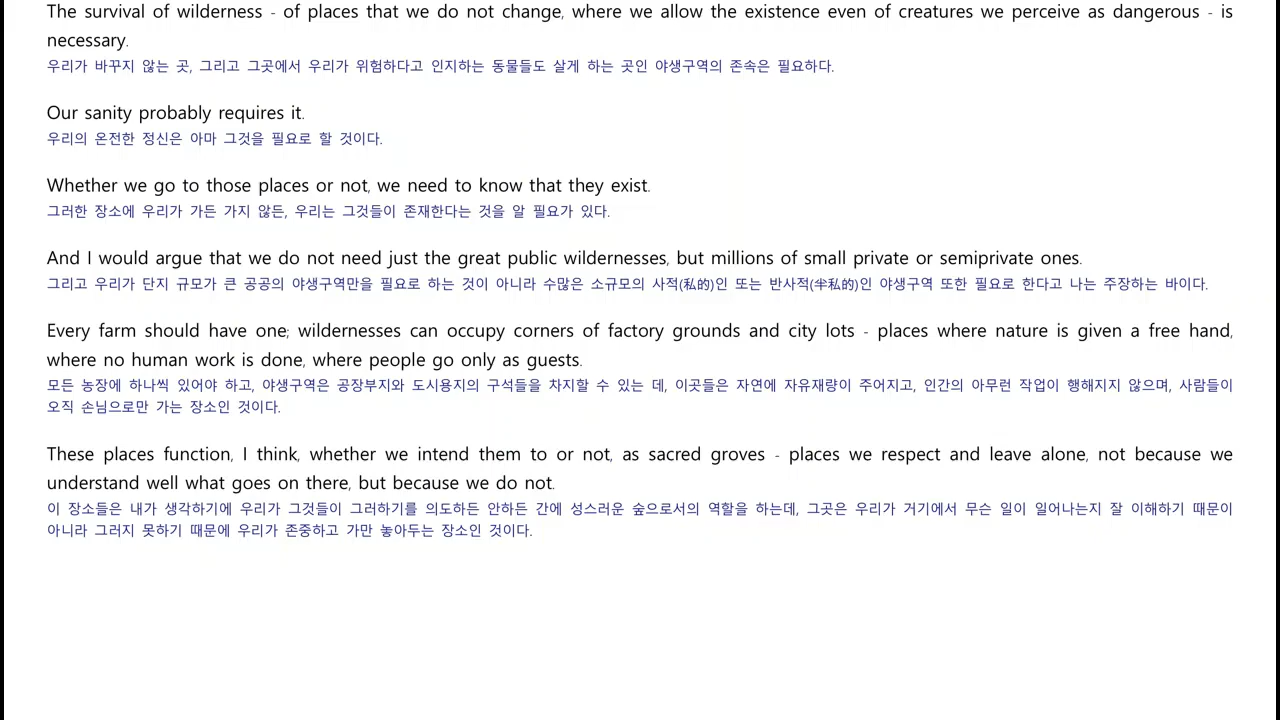 The survival of wilderness - of places that we do not change, where we allow the existence even of creatures we perceive as dangerous - is
necessary.
우리가 바꾸지 않는 곳, 그리고 그곳에서 우리가 위험하다고 인지하는 동물들도 살게 하는 곳인 야생구역의 존속은 필요하다.
Our sanity probably requires it.
우리의 온전한 정신은 아마 그것을 필요로 할 것이다.
Whether we go to those places or not, we need to know that they exist.
그러한 장소에 우리가 가든 가지 않든, 우리는 그것들이 존재한다는 것을 알 필요가 있다.
And I would argue that we do not need just the great public wildernesses, but millions of small private or semiprivate ones.
그리고 우리가 단지 규모가 큰 공공의 야생구역만을 필요로 하는 것이 아니라 수많은 소규모의 사적(私的)인 또는 반사적(半私的)인 야생구역 또한 필요로 한다고 나는 주장하는 바이다.
Every farm should have one; wildernesses can occupy corners of factory grounds and city lots - places where nature is given a free hand,
where no human work is done, where people go only as guests.
모든 농장에 하나씩 있어야 하고, 야생구역은 공장부지와 도시용지의 구석들을 차지할 수 있는 데, 이곳들은 자연에 자유재량이 주어지고, 인간의 아무런 작업이 행해지지 않으며, 사람들이
오직 손님으로만 가는 장소인 것이다.
These places function, I think, whether we intend them to or not, as sacred groves - places we respect and leave alone, not because we
understand well what goes on there, but because we do not.
이 장소들은 내가 생각하기에 우리가 그것들이 그러하기를 의도하든 안하든 간에 성스러운 숲으로서의 역할을 하는데, 그곳은 우리가 거기에서 무슨 일이 일어나는지 잘 이해하기 때문이
아니라 그러지 못하기 때문에 우리가 존중하고 가만 놓아두는 장소인 것이다.